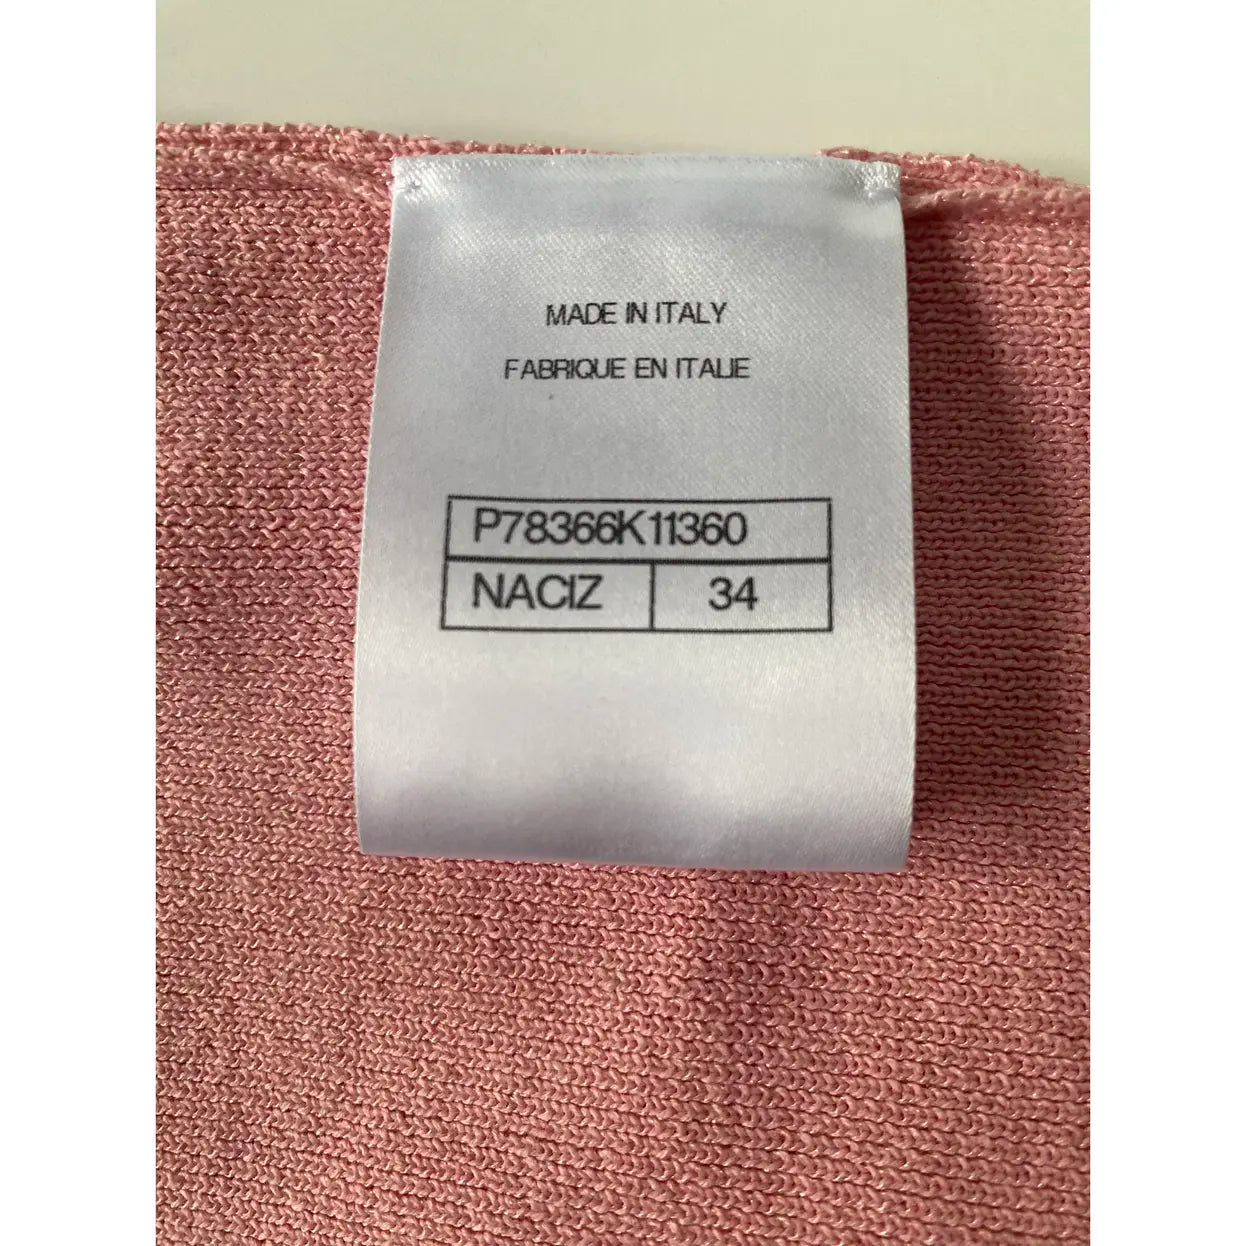 MADE IN ITALY
FABRIQUE EN ITALIE
P78366K11360
NACIZ 34